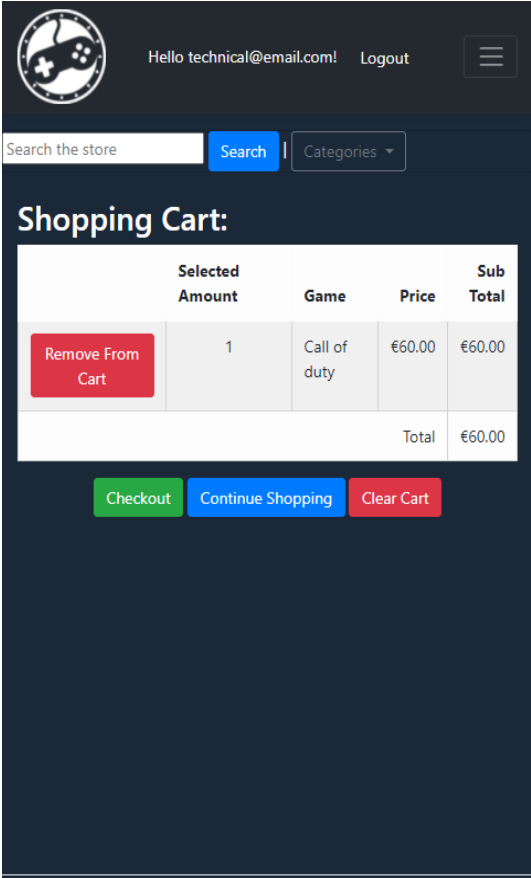 Hello technical@email.com! Logout
Search the store Search | Categories
Shopping Cart:
Selected Amount Game Price Sub Total
Remove From Cart 1 Call of duty €60.00 €60.00
Total €60.00
Checkout Continue Shopping Clear Cart